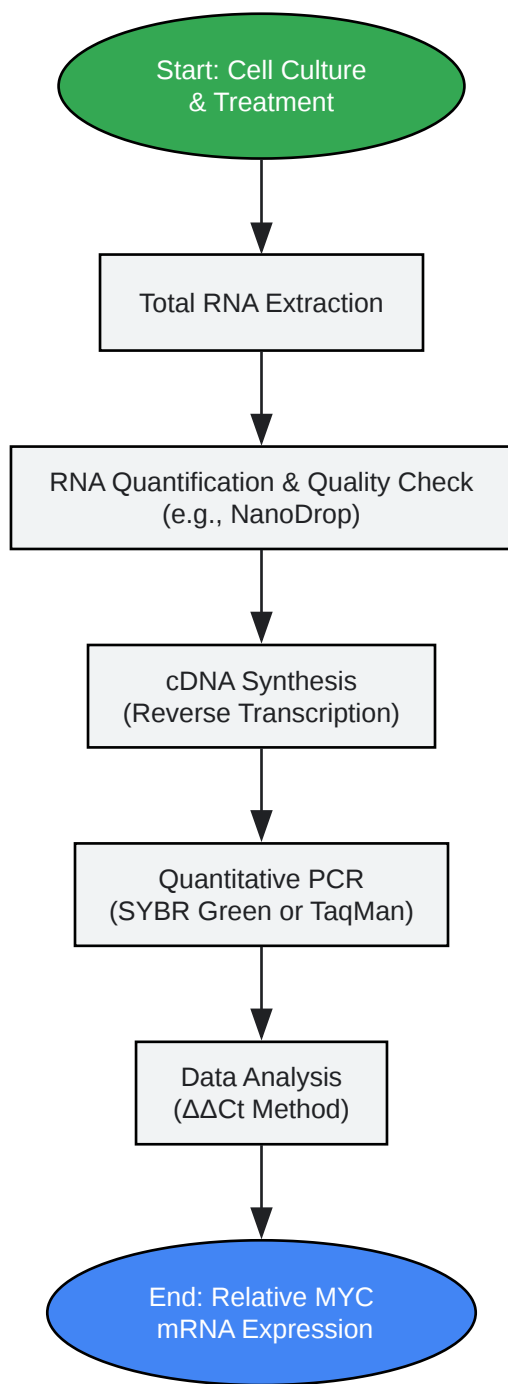 Start: Cell Culture
& Treatment
Total RNA Extraction
RNA Quantification & Quality Check
(e.g., NanoDrop)
cDNA Synthesis
(Reverse Transcription)
Quantitative PCR
(SYBR Green or TaqMan)
Data Analysis
(ΔΔCt Method)
End: Relative MYC
mRNA Expression